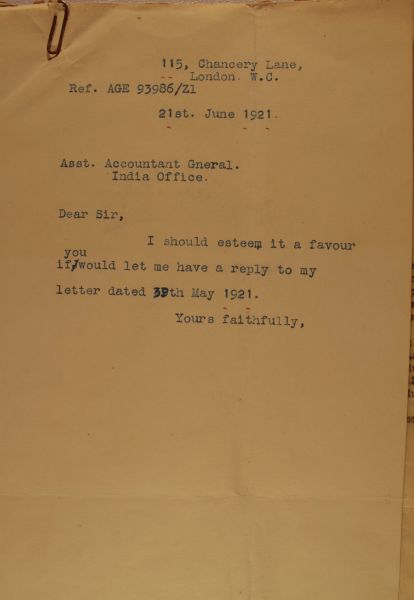 115, Chancery Lane,
London. W.C.
Ref. AGE 93986/Z1
21st. June 1921.
Asst. Accountant Gneral.
India Office.
Dear Sir,
I should esteem it a favour
you
if/would let me have a reply to my
letter dated th May 1921.
Yours faithfully,